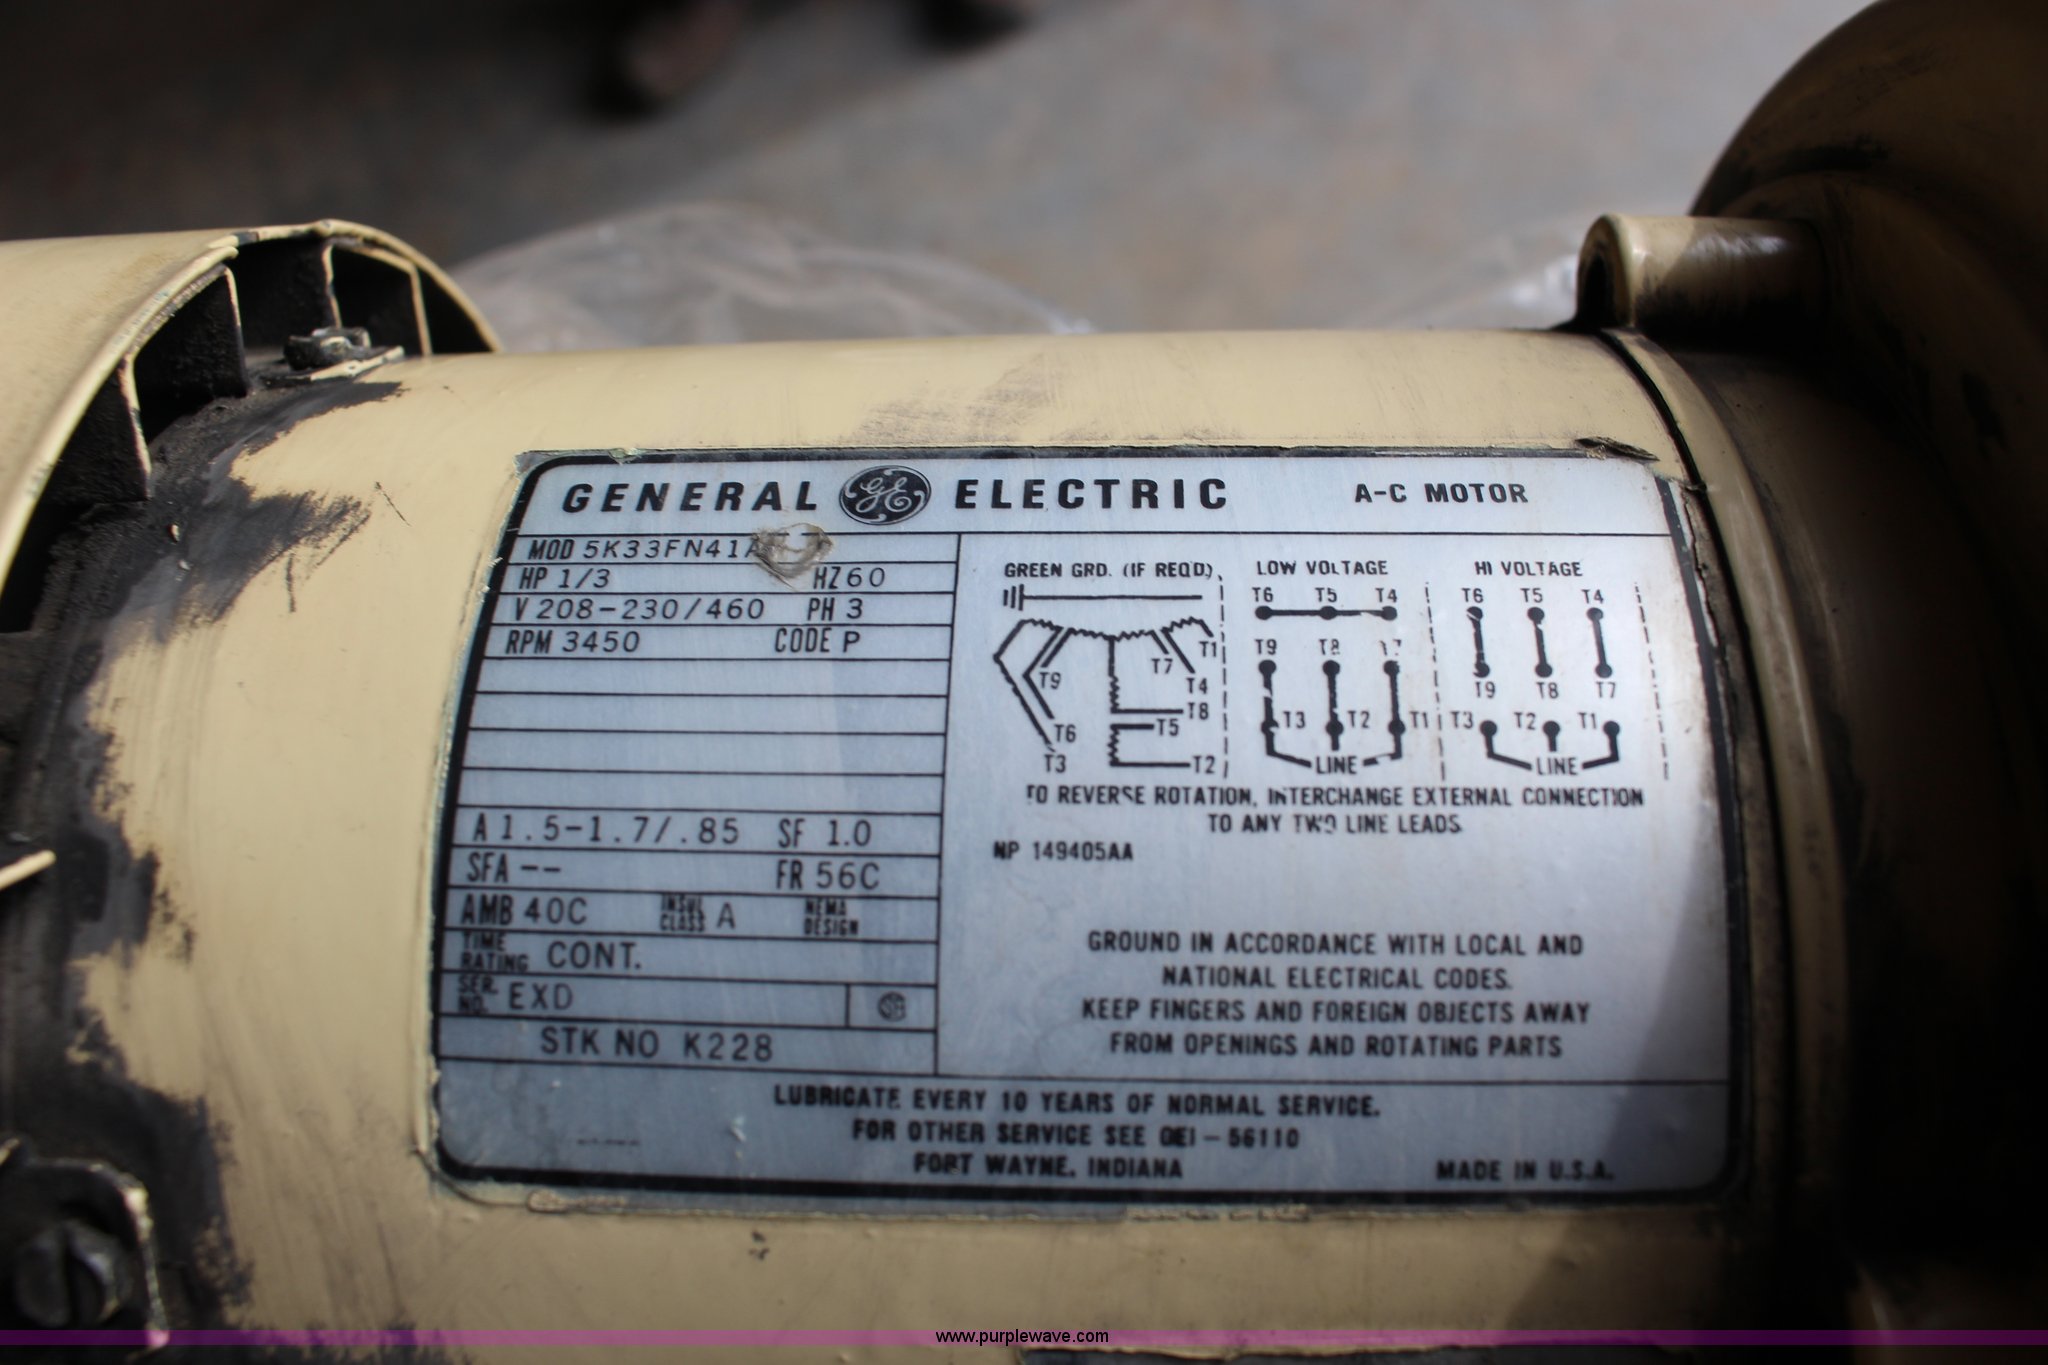 GENERAL GE ELECTRIC A-C MOTOR
MOD 5K33FN41
HP 1/3 HZ 60
V 208-230/460 PH 3
RPM 3450 CODE P
A 1.5-1.7/.85 SF 1.0
SFA -- FR 56C
AMB 40C INSUL CLASS A NEMA DESIGN
TIME RATING CONT.
SER. NO. EXD
STK NO K228
GREEN GRD. (IF REQ'D.)
T1
T7
T9
T4
T8
T5
T6
T3
T2
LOW VOLTAGE
T6 T5 T4
T9 T8 T7
T3 T2 T1
LINE
HI VOLTAGE
T6 T5 T4
T9 T8 T7
T3 T2 T1
LINE
TO REVERSE ROTATION, INTERCHANGE EXTERNAL CONNECTION
TO ANY TWO LINE LEADS
NP 149405AA
GROUND IN ACCORDANCE WITH LOCAL AND
NATIONAL ELECTRICAL CODES.
KEEP FINGERS AND FOREIGN OBJECTS AWAY
FROM OPENINGS AND ROTATING PARTS
LUBRICATE EVERY 10 YEARS OF NORMAL SERVICE.
FOR OTHER SERVICE SEE GEI-56110
FORT WAYNE, INDIANA MADE IN U.S.A.
www.purplewave.com